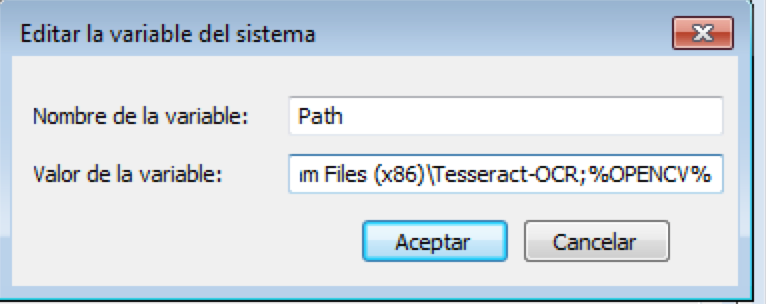 Editar la variable del sistema
Nombre de la variable: Path
Valor de la variable: m Files (x86)\Tesseract-OCR;%OPENCV%
Aceptar Cancelar